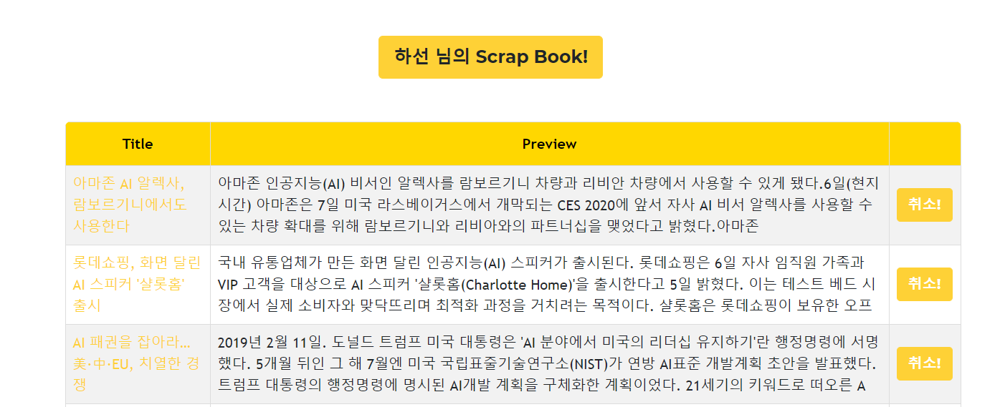 하선 님의 Scrap Book!
Title
Preview
아마존 AI 알렉사,
람보르기니에서도
사용한다
아마존 인공지능(AI) 비서인 알렉사를 람보르기니 차량과 리비안 차량에서 사용할 수 있게 됐다.6일(현지
시간) 아마존은 7일 미국 라스베이거스에서 개막되는 CES 2020에 앞서 자사 AI 비서 알렉사를 사용할 수
있는 차량 확대를 위해 람보르기니와 리비아와의 파트너십을 맺었다고 밝혔다.아마존
취소!
롯데쇼핑, 화면 달린
AI 스피커 '샬롯홈'
출시
국내 유통업체가 만든 화면 달린 인공지능(AI) 스피커가 출시된다. 롯데쇼핑은 6일 자사 임직원 가족과
VIP 고객을 대상으로 AI 스피커 '샬롯홈(Charlotte Home)'을 출시한다고 5일 밝혔다. 이는 테스트 베드 시
장에서 실제 소비자와 맞닥뜨리며 최적화 과정을 거치려는 목적이다. 샬롯홈은 롯데쇼핑이 보유한 오프
취소!
AI 패권을 잡아라…
美·中·EU, 치열한 경
쟁
2019년 2월 11일. 도널드 트럼프 미국 대통령은 'AI 분야에서 미국의 리더십 유지하기'란 행정명령에 서명
했다. 5개월 뒤인 그 해 7월엔 미국 국립표줄기술연구소(NIST)가 연방 AI표준 개발계획 초안을 발표했다.
트럼프 대통령의 행정명령에 명시된 AI개발 계획을 구체화한 계획이었다. 21세기의 키워드로 떠오른 A
취소!